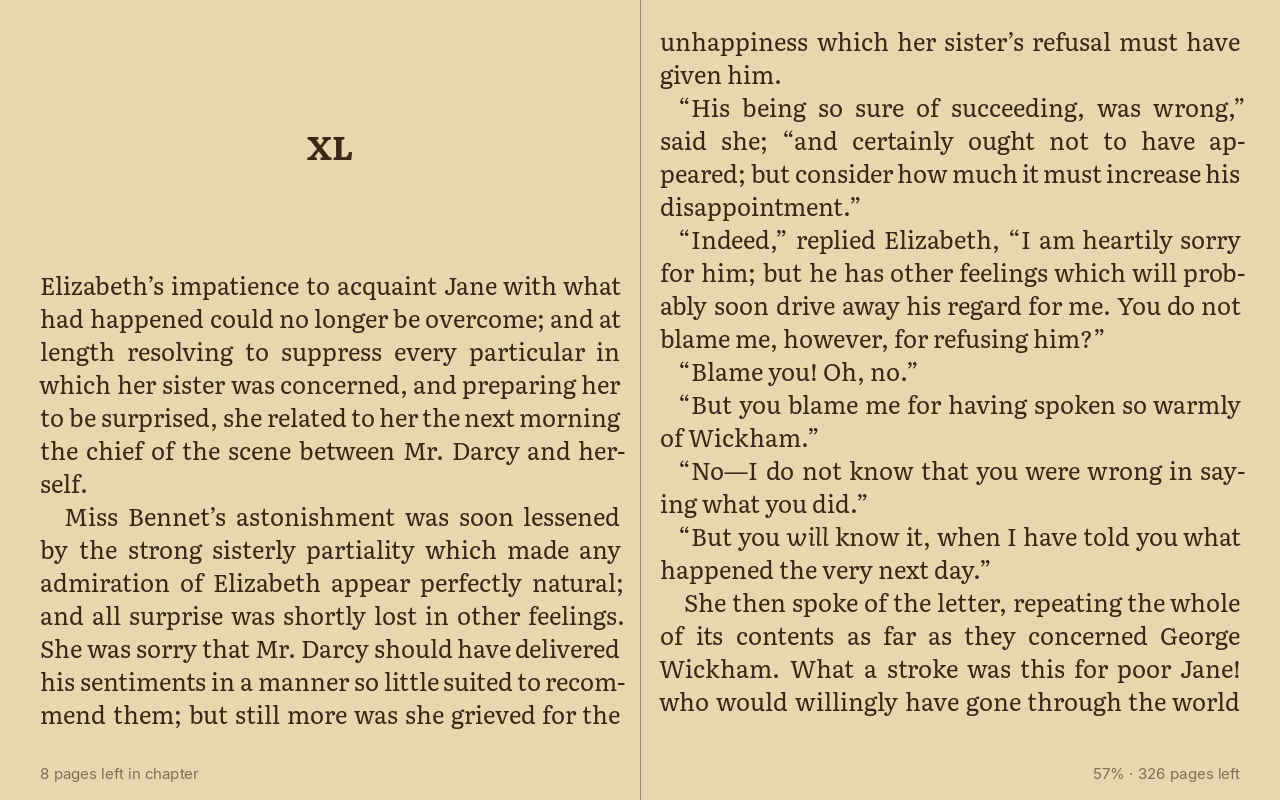 XL
Elizabeth’s impatience to acquaint Jane with what
had happened could no longer be overcome; and at
length resolving to suppress every particular in
which her sister was concerned, and preparing her
to be surprised, she related to her the next morning
the chief of the scene between Mr. Darcy and her-
self.
Miss Bennet’s astonishment was soon lessened
by the strong sisterly partiality which made any
admiration of Elizabeth appear perfectly natural;
and all surprise was shortly lost in other feelings.
She was sorry that Mr. Darcy should have delivered
his sentiments in a manner so little suited to recom-
mend them; but still more was she grieved for the
unhappiness which her sister’s refusal must have
given him.
“His being so sure of succeeding, was wrong,”
said she; “and certainly ought not to have ap-
peared; but consider how much it must increase his
disappointment.”
“Indeed,” replied Elizabeth, “I am heartily sorry
for him; but he has other feelings which will prob-
ably soon drive away his regard for me. You do not
blame me, however, for refusing him?”
“Blame you! Oh, no.”
“But you blame me for having spoken so warmly
of Wickham.”
“No—I do not know that you were wrong in say-
ing what you did.”
“But you will know it, when I have told you what
happened the very next day.”
She then spoke of the letter, repeating the whole
of its contents as far as they concerned George
Wickham. What a stroke was this for poor Jane!
who would willingly have gone through the world
8 pages left in chapter
57% · 326 pages left